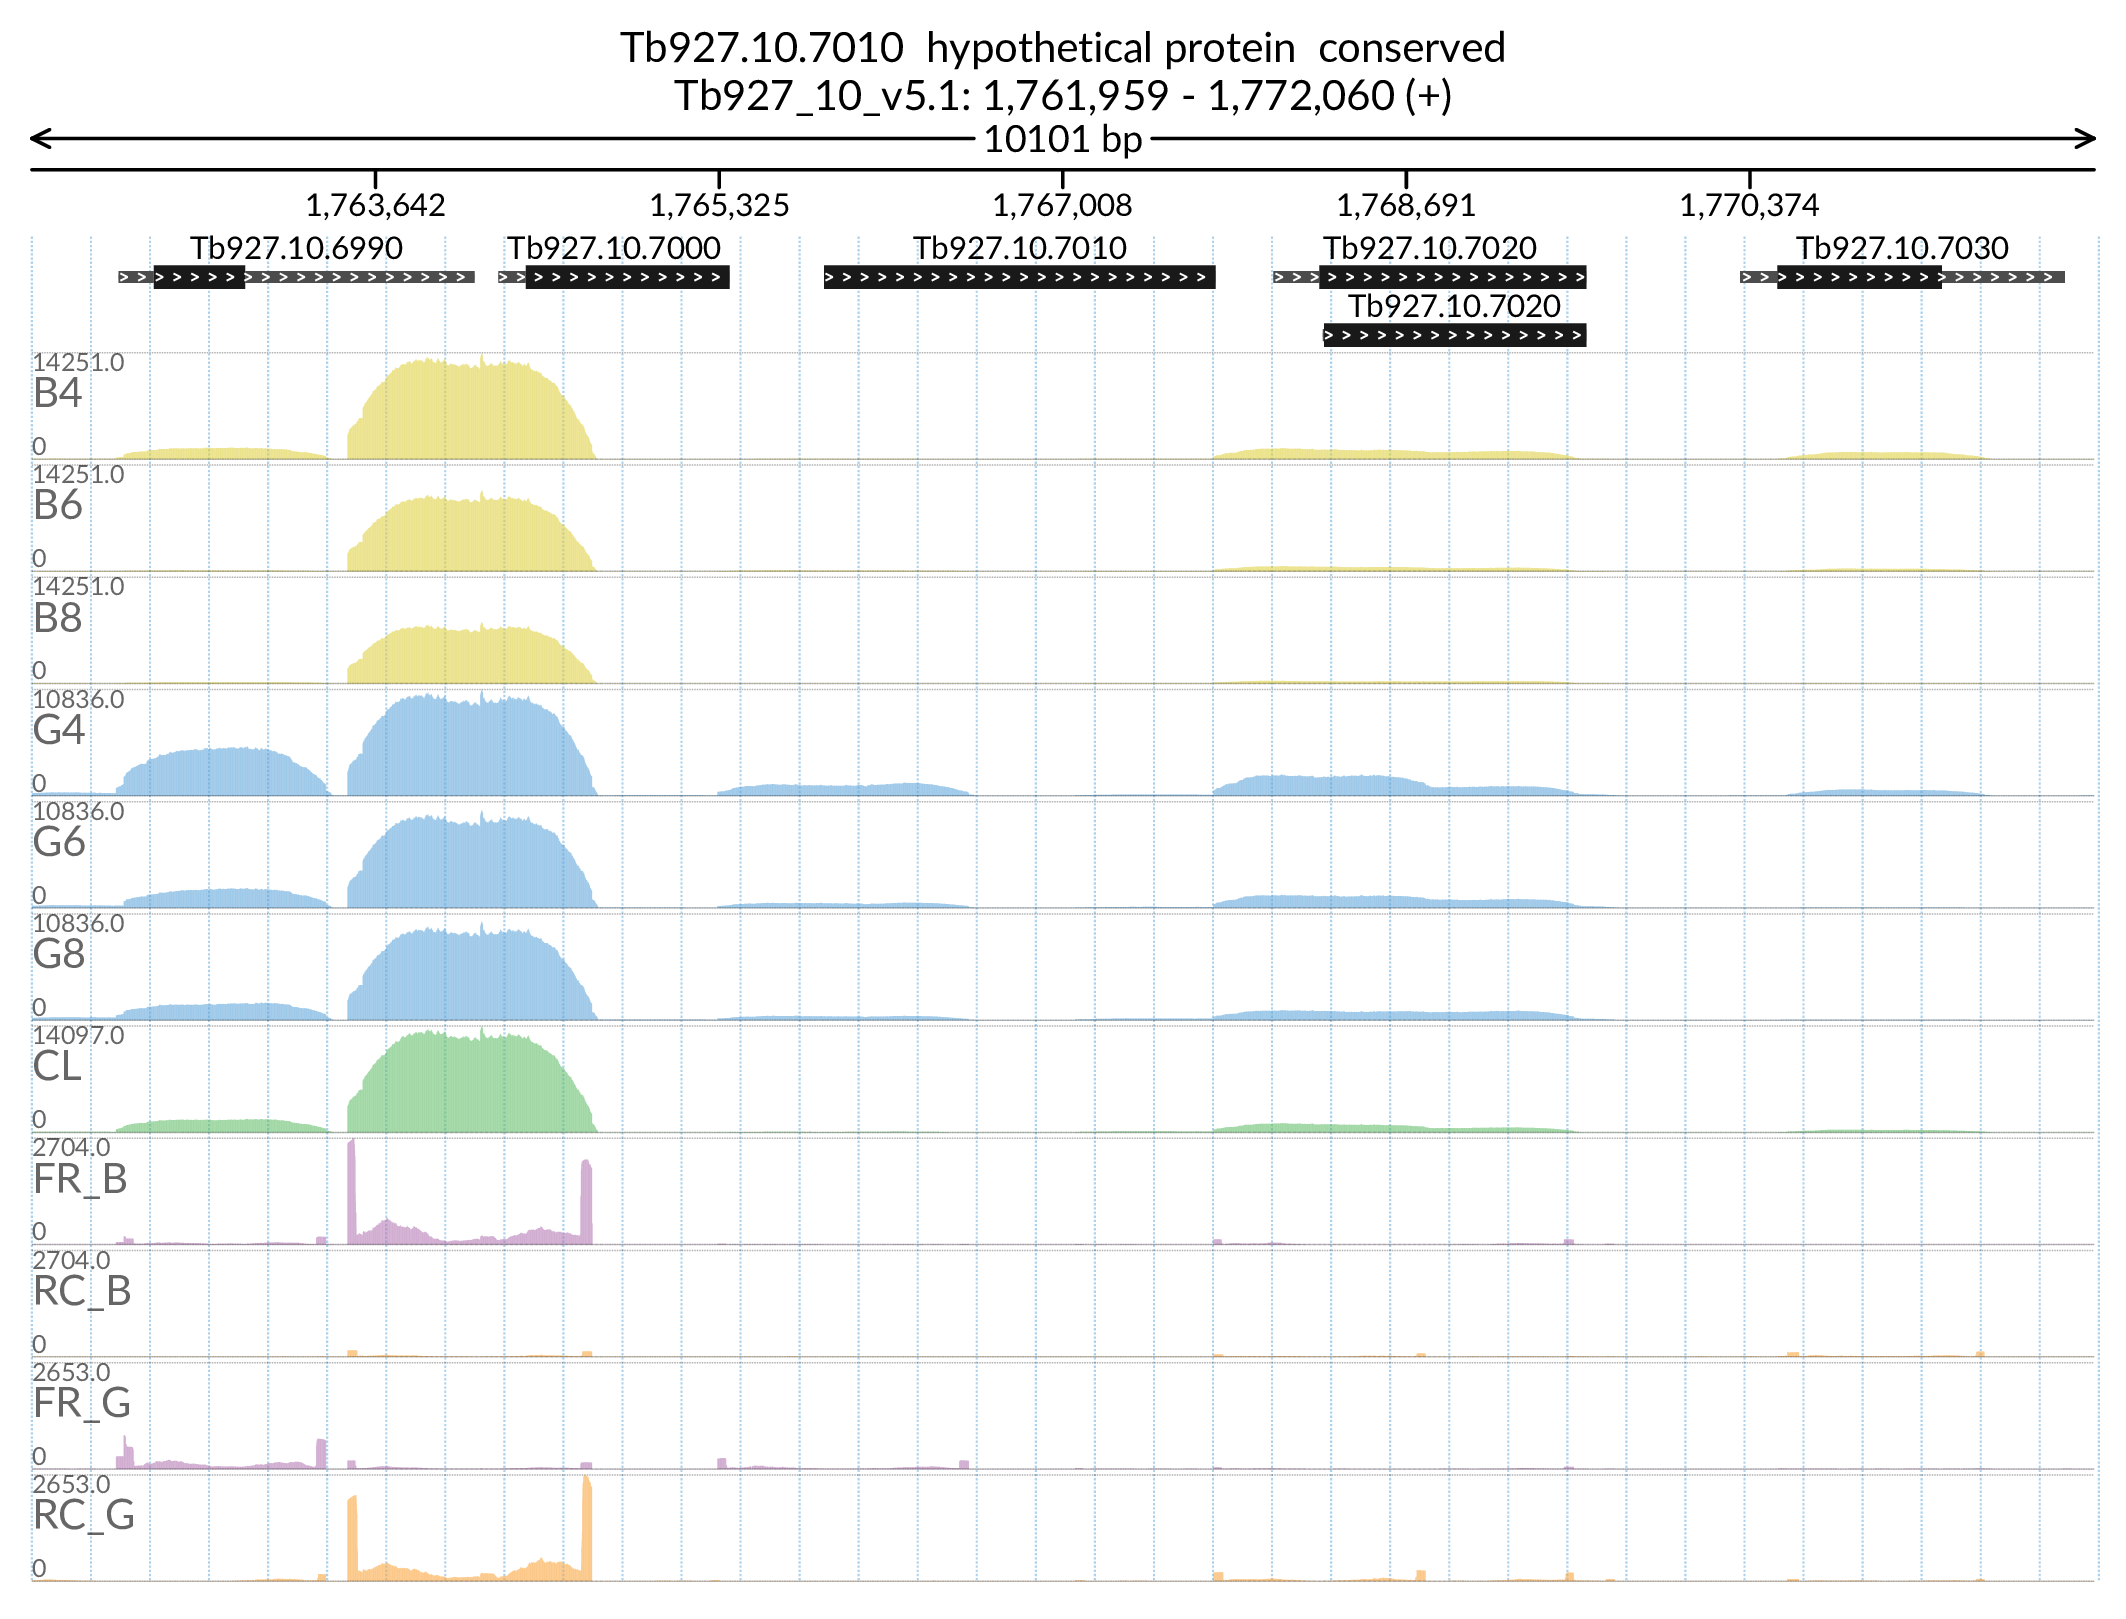 Tb927.10.7010 hypothetical protein conserved
Tb927_10_v5.1: 1,761,959 - 1,772,060 (+)
10101 bp
1,763,642 1,765,325 1,767,008 1,768,691 1,770,374
Tb927.10.6990 Tb927.10.7000 Tb927.10.7010 Tb927.10.7020 Tb927.10.7030
Tb927.10.7020
14251.0
B4
0
14251.0
B6
0
14251.0
B8
0
10836.0
G4
0
10836.0
G6
0
10836.0
G8
0
14097.0
CL
0
2704.0
FR_B
0
2704.0
RC_B
0
2653.0
FR_G
0
2653.0
RC_G
0